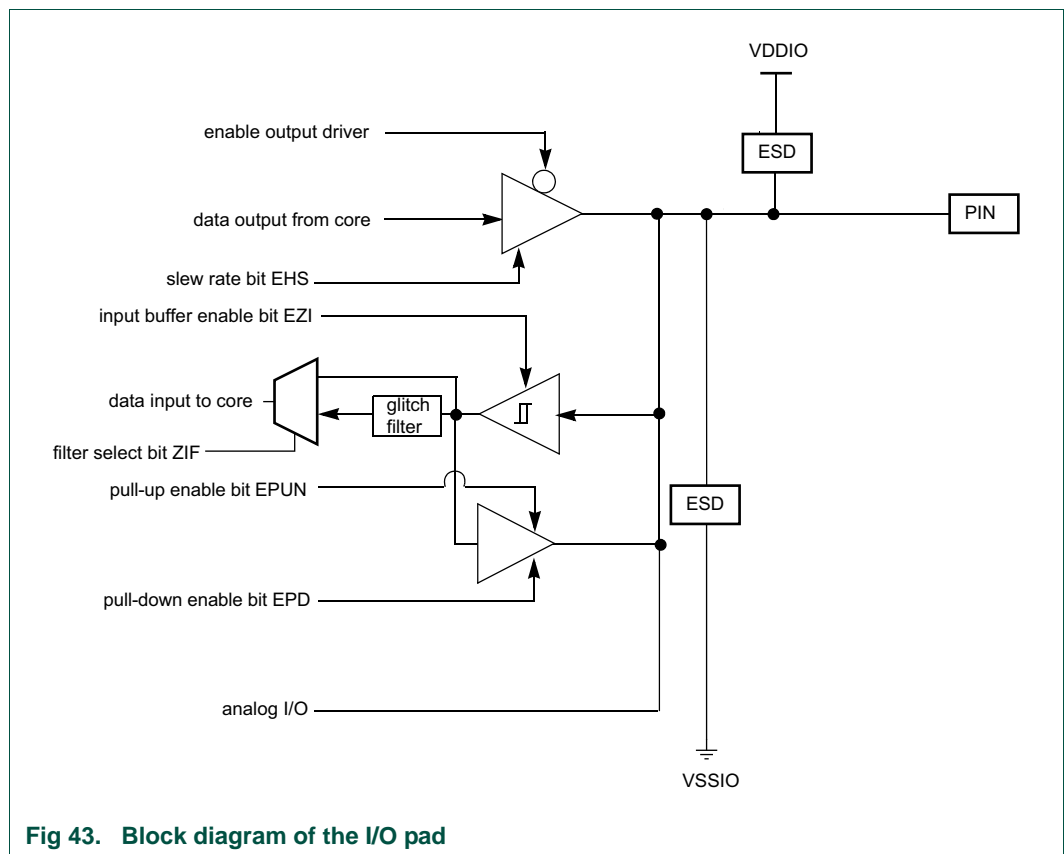 VDDIO
enable output driver
ESD
data output from core
PIN
slew rate bit EHS
input buffer enable bit EZI
data input to core
glitch
filter
filter select bit ZIF
pull-up enable bit EPUN
ESD
pull-down enable bit EPD
analog I/O
VSSIO
Fig 43. Block diagram of the I/O pad